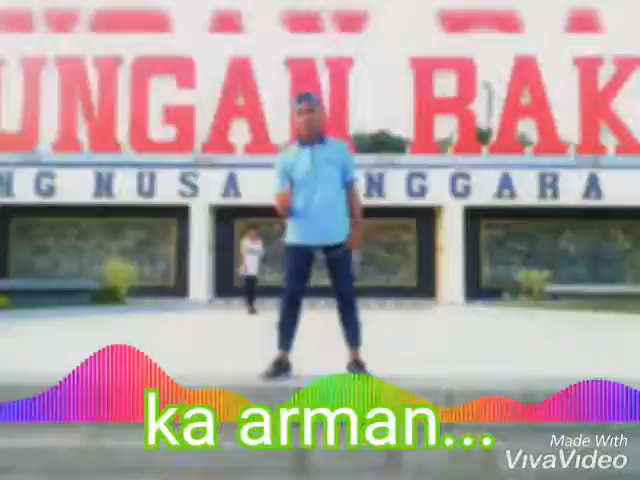 UNGAN RAK
NG NUSA NGGARA
ka arman...
Made With
VivaVideo